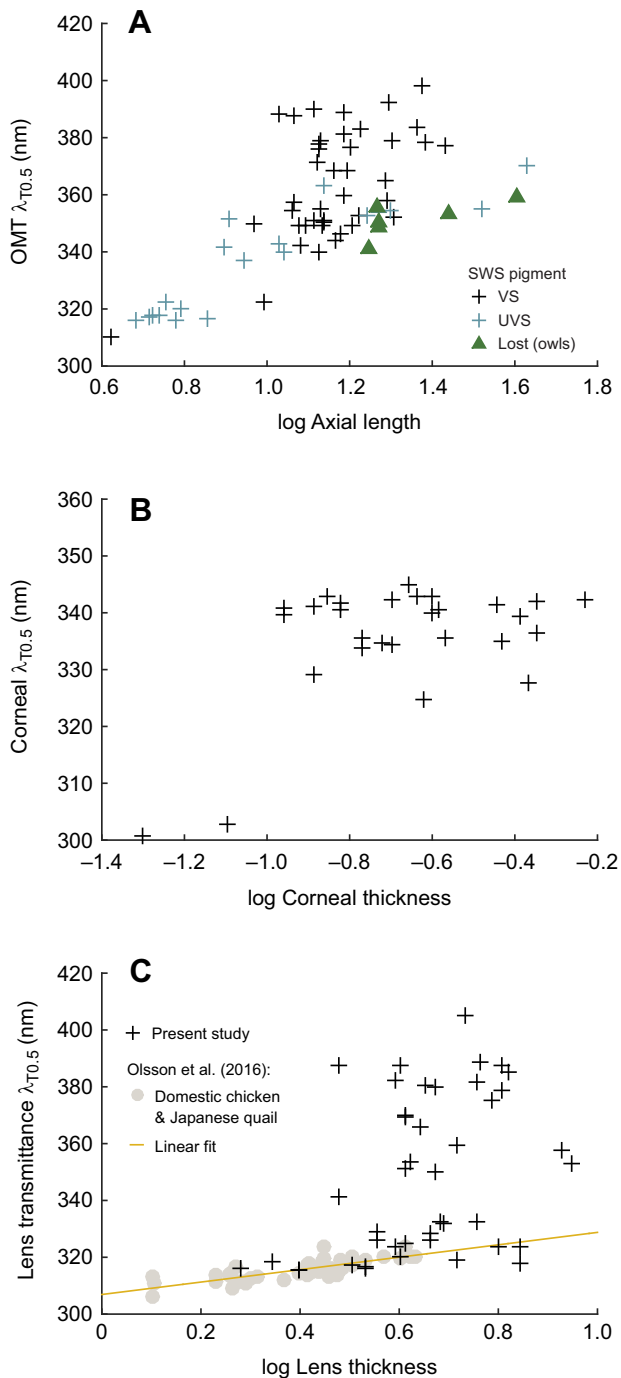 A
420
400
380
360
340
320
300
OMT λT0.5 (nm)
SWS pigment
VS
UVS
Lost (owls)
0.6
0.8
1.0
1.2
1.4
1.6
1.8
log Axial length
B
360
350
340
330
320
310
300
Corneal λT0.5 (nm)
–1.4
–1.2
–1.0
–0.8
–0.6
–0.4
–0.2
log Corneal thickness
C
420
400
380
360
340
320
300
Lens transmittance λT0.5 (nm)
Present study
Olsson et al. (2016):
Domestic chicken
& Japanese quail
Linear fit
0
0.2
0.4
0.6
0.8
1.0
log Lens thickness